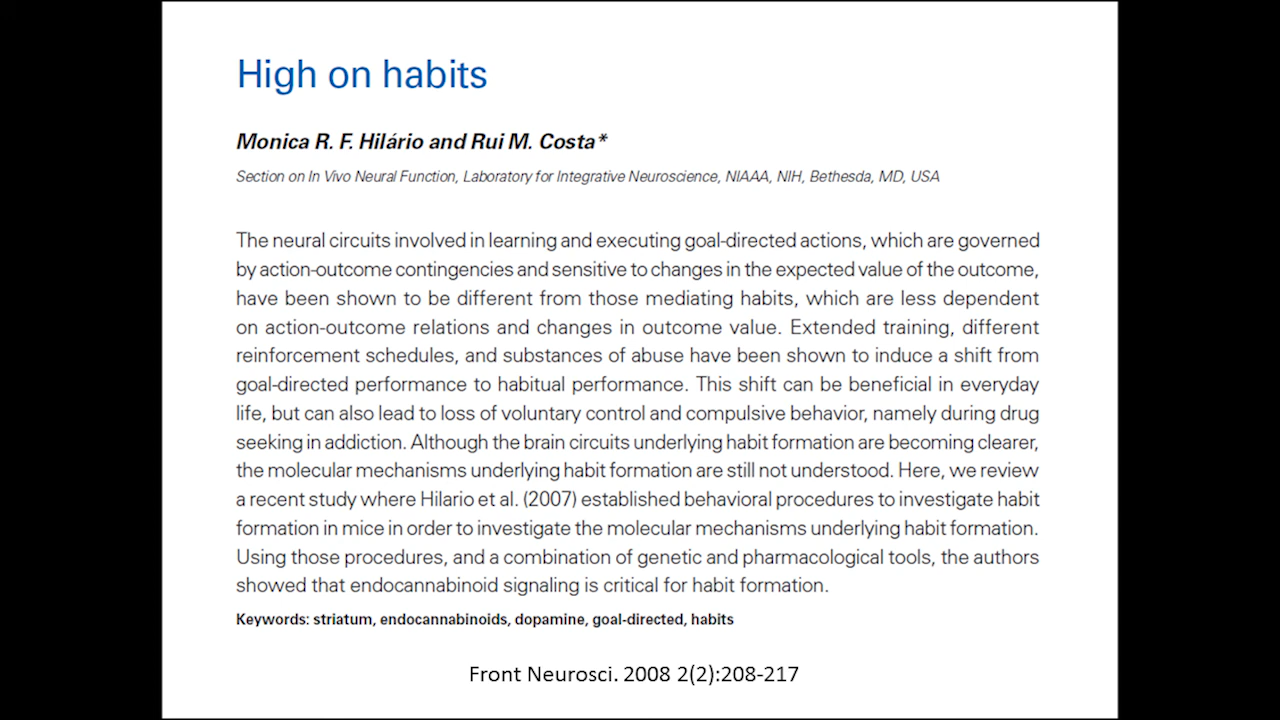 High on habits
Monica R. F. Hilário and Rui M. Costa*
Section on In Vivo Neural Function, Laboratory for Integrative Neuroscience, NIAAA, NIH, Bethesda, MD, USA
The neural circuits involved in learning and executing goal-directed actions, which are governed
by action-outcome contingencies and sensitive to changes in the expected value of the outcome,
have been shown to be different from those mediating habits, which are less dependent
on action-outcome relations and changes in outcome value. Extended training, different
reinforcement schedules, and substances of abuse have been shown to induce a shift from
goal-directed performance to habitual performance. This shift can be beneficial in everyday
life, but can also lead to loss of voluntary control and compulsive behavior, namely during drug
seeking in addiction. Although the brain circuits underlying habit formation are becoming clearer,
the molecular mechanisms underlying habit formation are still not understood. Here, we review
a recent study where Hilario et al. (2007) established behavioral procedures to investigate habit
formation in mice in order to investigate the molecular mechanisms underlying habit formation.
Using those procedures, and a combination of genetic and pharmacological tools, the authors
showed that endocannabinoid signaling is critical for habit formation.
Keywords: striatum, endocannabinoids, dopamine, goal-directed, habits
Front Neurosci. 2008 2(2):208-217